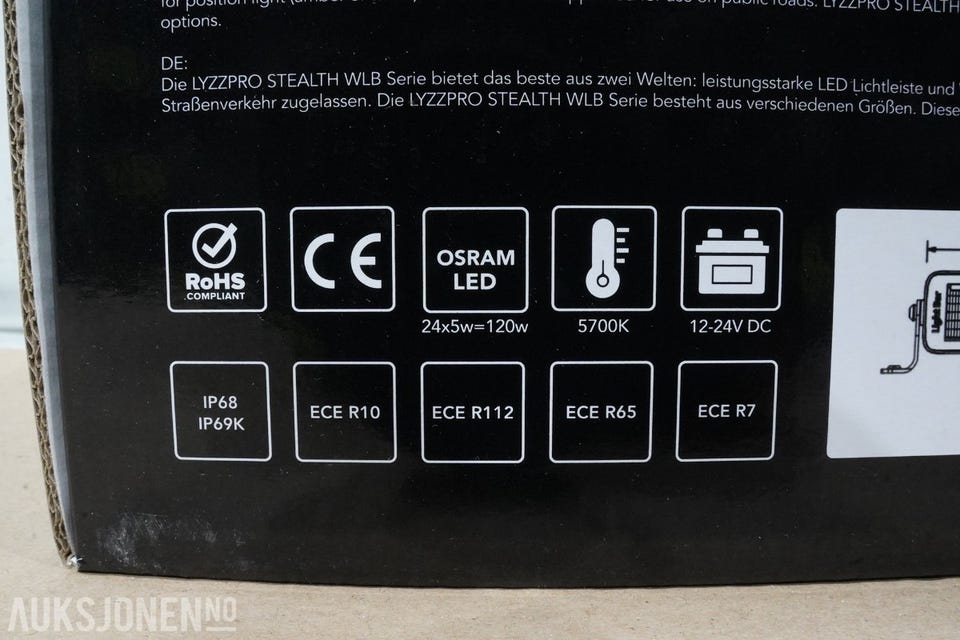 options.
DE:
Die LYZZPRO STEALTH WLB Serie bietet das beste aus zwei Welten: leistungsstarke LED Lichtleiste und
Straßenverkehr zugelassen. Die LYZZPRO STEALTH WLB Serie besteht aus verschiedenen Größen. Diese
RoHS
COMPLIANT
CE
OSRAM
LED
24x5w=120w
5700K
12-24V DC
Light Bar
IP68
IP69K
ECE R10
ECE R112
ECE R65
ECE R7
AUKSJONEN.NO